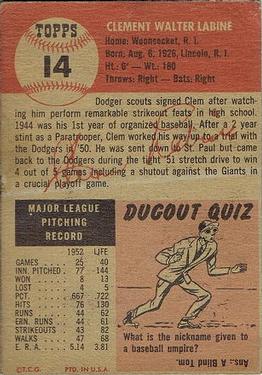 TOPPS
14
CLEMENT WALTER LABINE
Home: Woonsocket, R. I.
Born: Aug. 6, 1926, Lincoln, R. I.
Ht.: 6' - Wt.: 180
Throws: Right - Bats: Right
Dodger scouts signed Clem after watch-
ing him perform remarkable strikeout feats in high school.
1944 was his 1st year of organized baseball. After a 2 year
stint as a Paratrooper, Clem worked his way up to a trial with
the Dodgers in '50. He was sent down to St. Paul but came
back to the Dodgers during the late '51 stretch drive to win
4 out of 5 games including a shutout against the Giants in
a crucial playoff game.
MAJOR LEAGUE
PITCHING
RECORD
1952 LIFE
GAMES 25 40
INN. PITCHED 77 144
WON 8 13
LOST 4 5
PCT. .667 .722
HITS 76 130
RUNS 44 62
ERN. RUNS 44 61
STRIKEOUTS 43 82
WALKS 47 68
E. R. A. 5.14 3.81
DUGOUT QUIZ
What is the nickname given to
a baseball umpire?
Ans.: A Blind Tom.
©T.C.G. PTD. IN U.S.A.